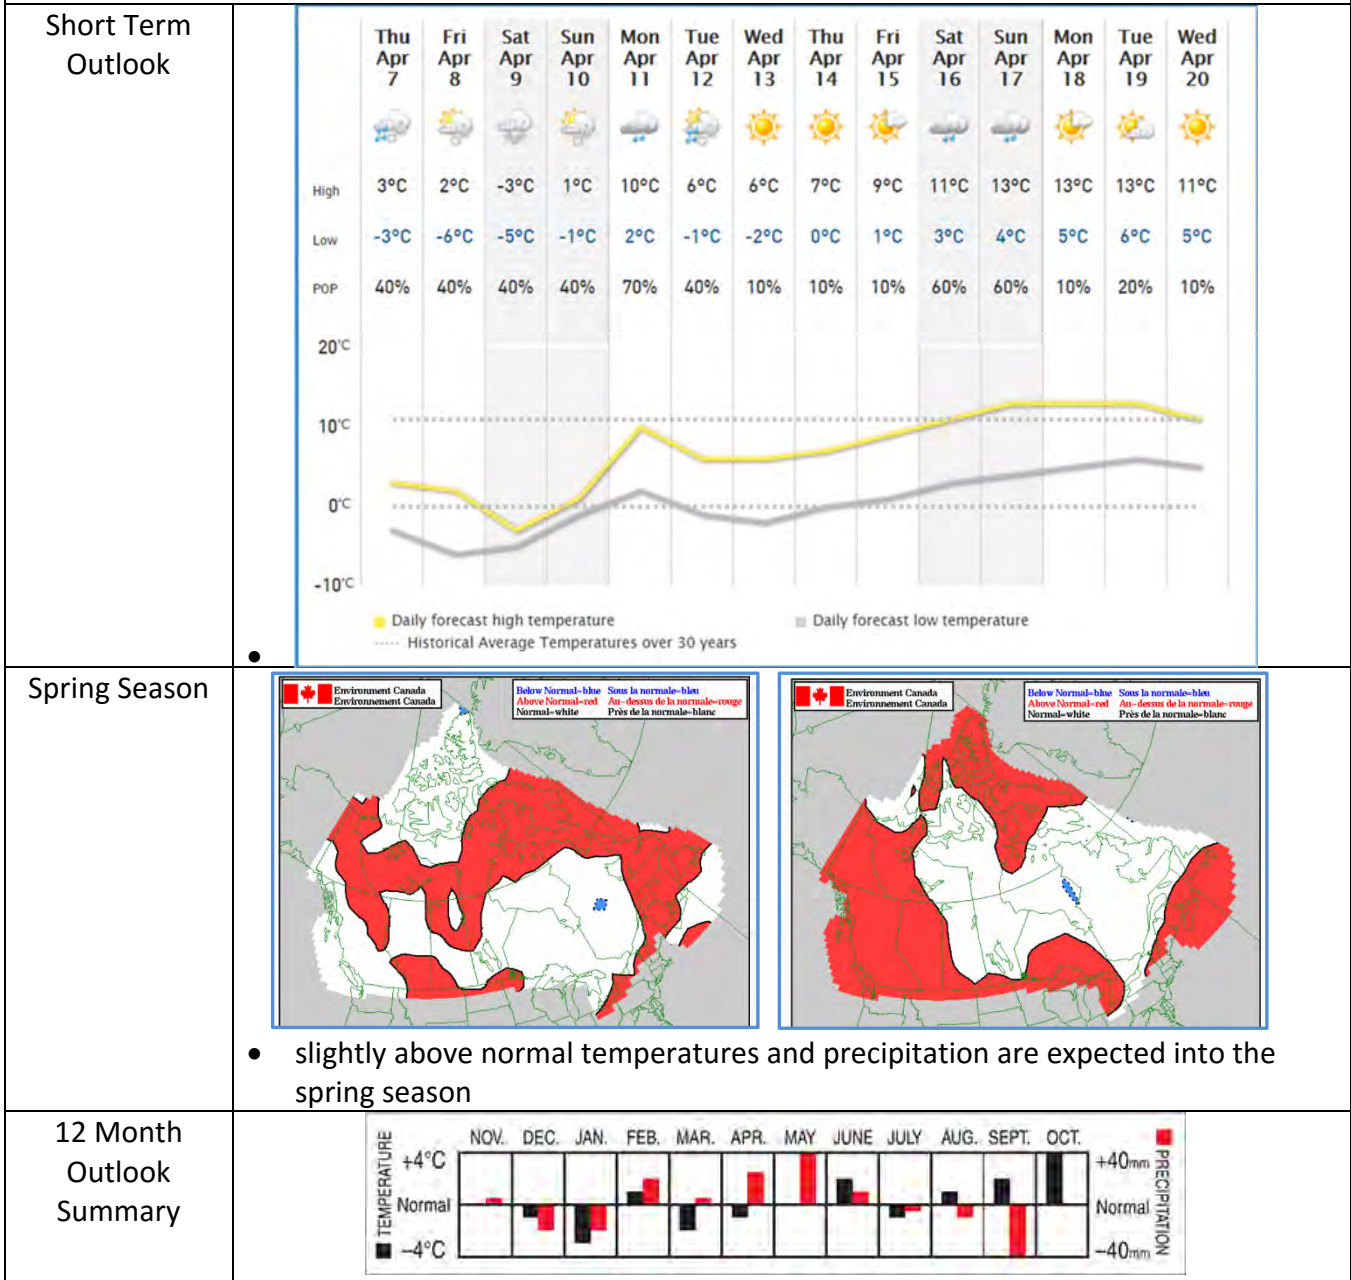 Short Term
Outlook
Thu Fri Sat Sun Mon Tue Wed Thu Fri Sat Sun Mon Tue Wed
Apr Apr Apr Apr Apr Apr Apr Apr Apr Apr Apr Apr Apr Apr
7 8 9 10 11 12 13 14 15 16 17 18 19 20
High 3°C 2°C -3°C 1°C 10°C 6°C 6°C 7°C 9°C 11°C 13°C 13°C 13°C 11°C
Low -3°C -6°C -5°C -1°C 2°C -1°C -2°C 0°C 1°C 3°C 4°C 5°C 6°C 5°C
POP 40% 40% 40% 40% 70% 40% 10% 10% 10% 60% 60% 10% 20% 10%
20°C
10°C
0°C
-10°C
Daily forecast high temperature Daily forecast low temperature
Historical Average Temperatures over 30 years
•
Spring Season
Environment Canada
Environnement Canada
Below Normal=blue Sous la normale=bleu
Above Normal=red Au-dessus de la normale=rouge
Normal=white Près de la normale=blanc
Environment Canada
Environnement Canada
Below Normal=blue Sous la normale=bleu
Above Normal=red Au-dessus de la normale=rouge
Normal=white Près de la normale=blanc
• slightly above normal temperatures and precipitation are expected into the
spring season
12 Month
Outlook
Summary
NOV. DEC. JAN. FEB. MAR. APR. MAY JUNE JULY AUG. SEPT. OCT.
TEMPERATURE
+4°C
Normal
-4°C
+40mm
Normal
-40mm
PRECIPITATION